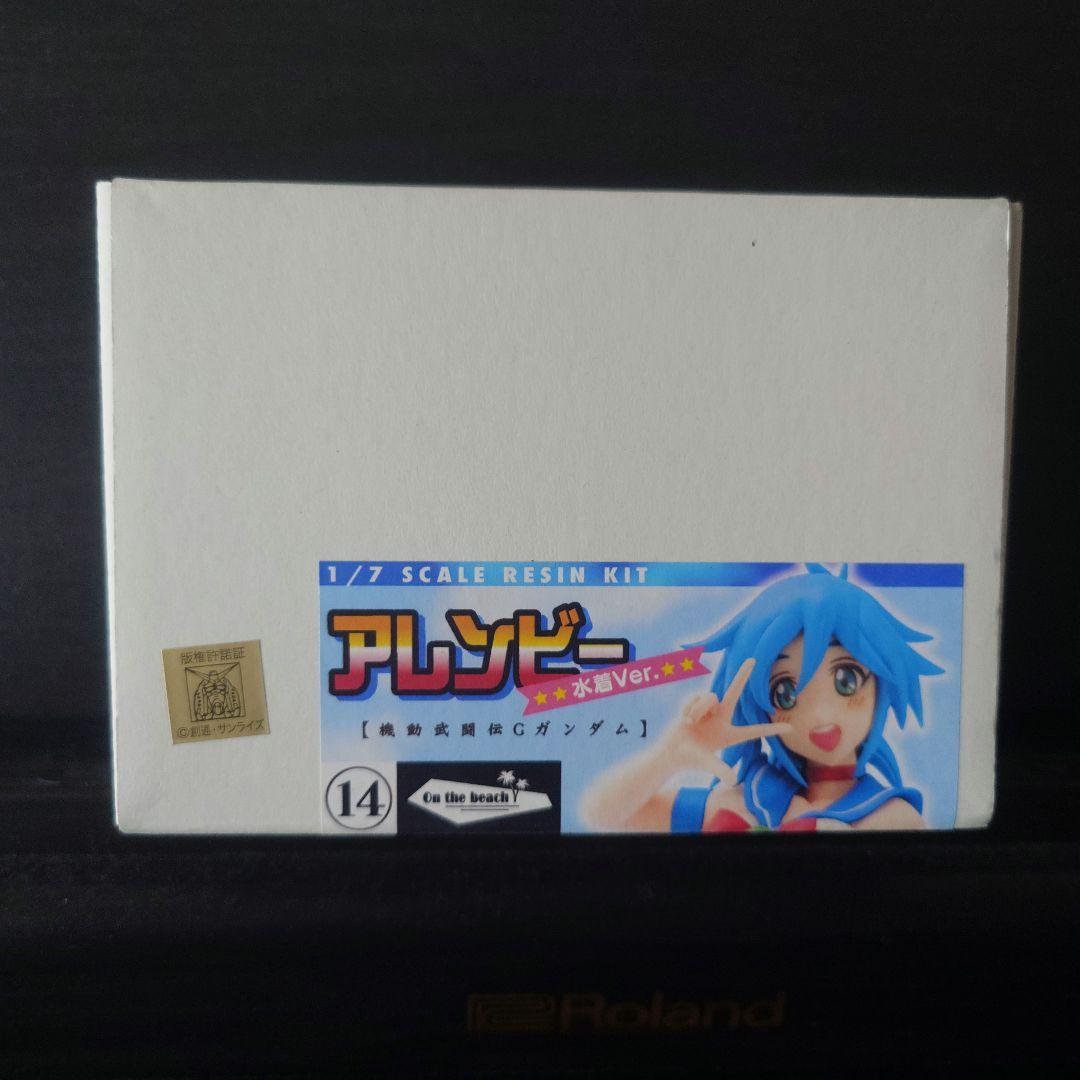 1/7 SCALE RESIN KIT
アレンビー
★★水着Ver.★★
【機動武闘伝Gガンダム】
14
On the beach
版権許諾証
©創通・サンライズ
Roland